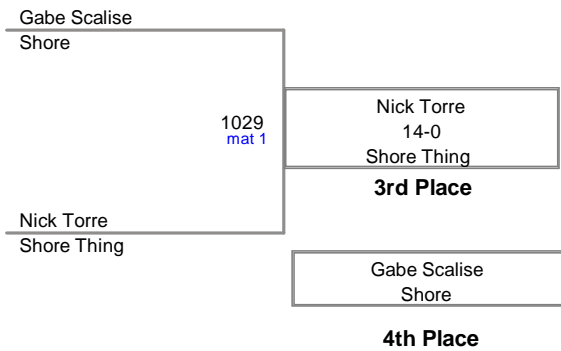 Gabe Scalise
Shore
1029
mat 1
Nick Torre
14-0
Shore Thing
3rd Place
Nick Torre
Shore Thing
Gabe Scalise
Shore
4th Place